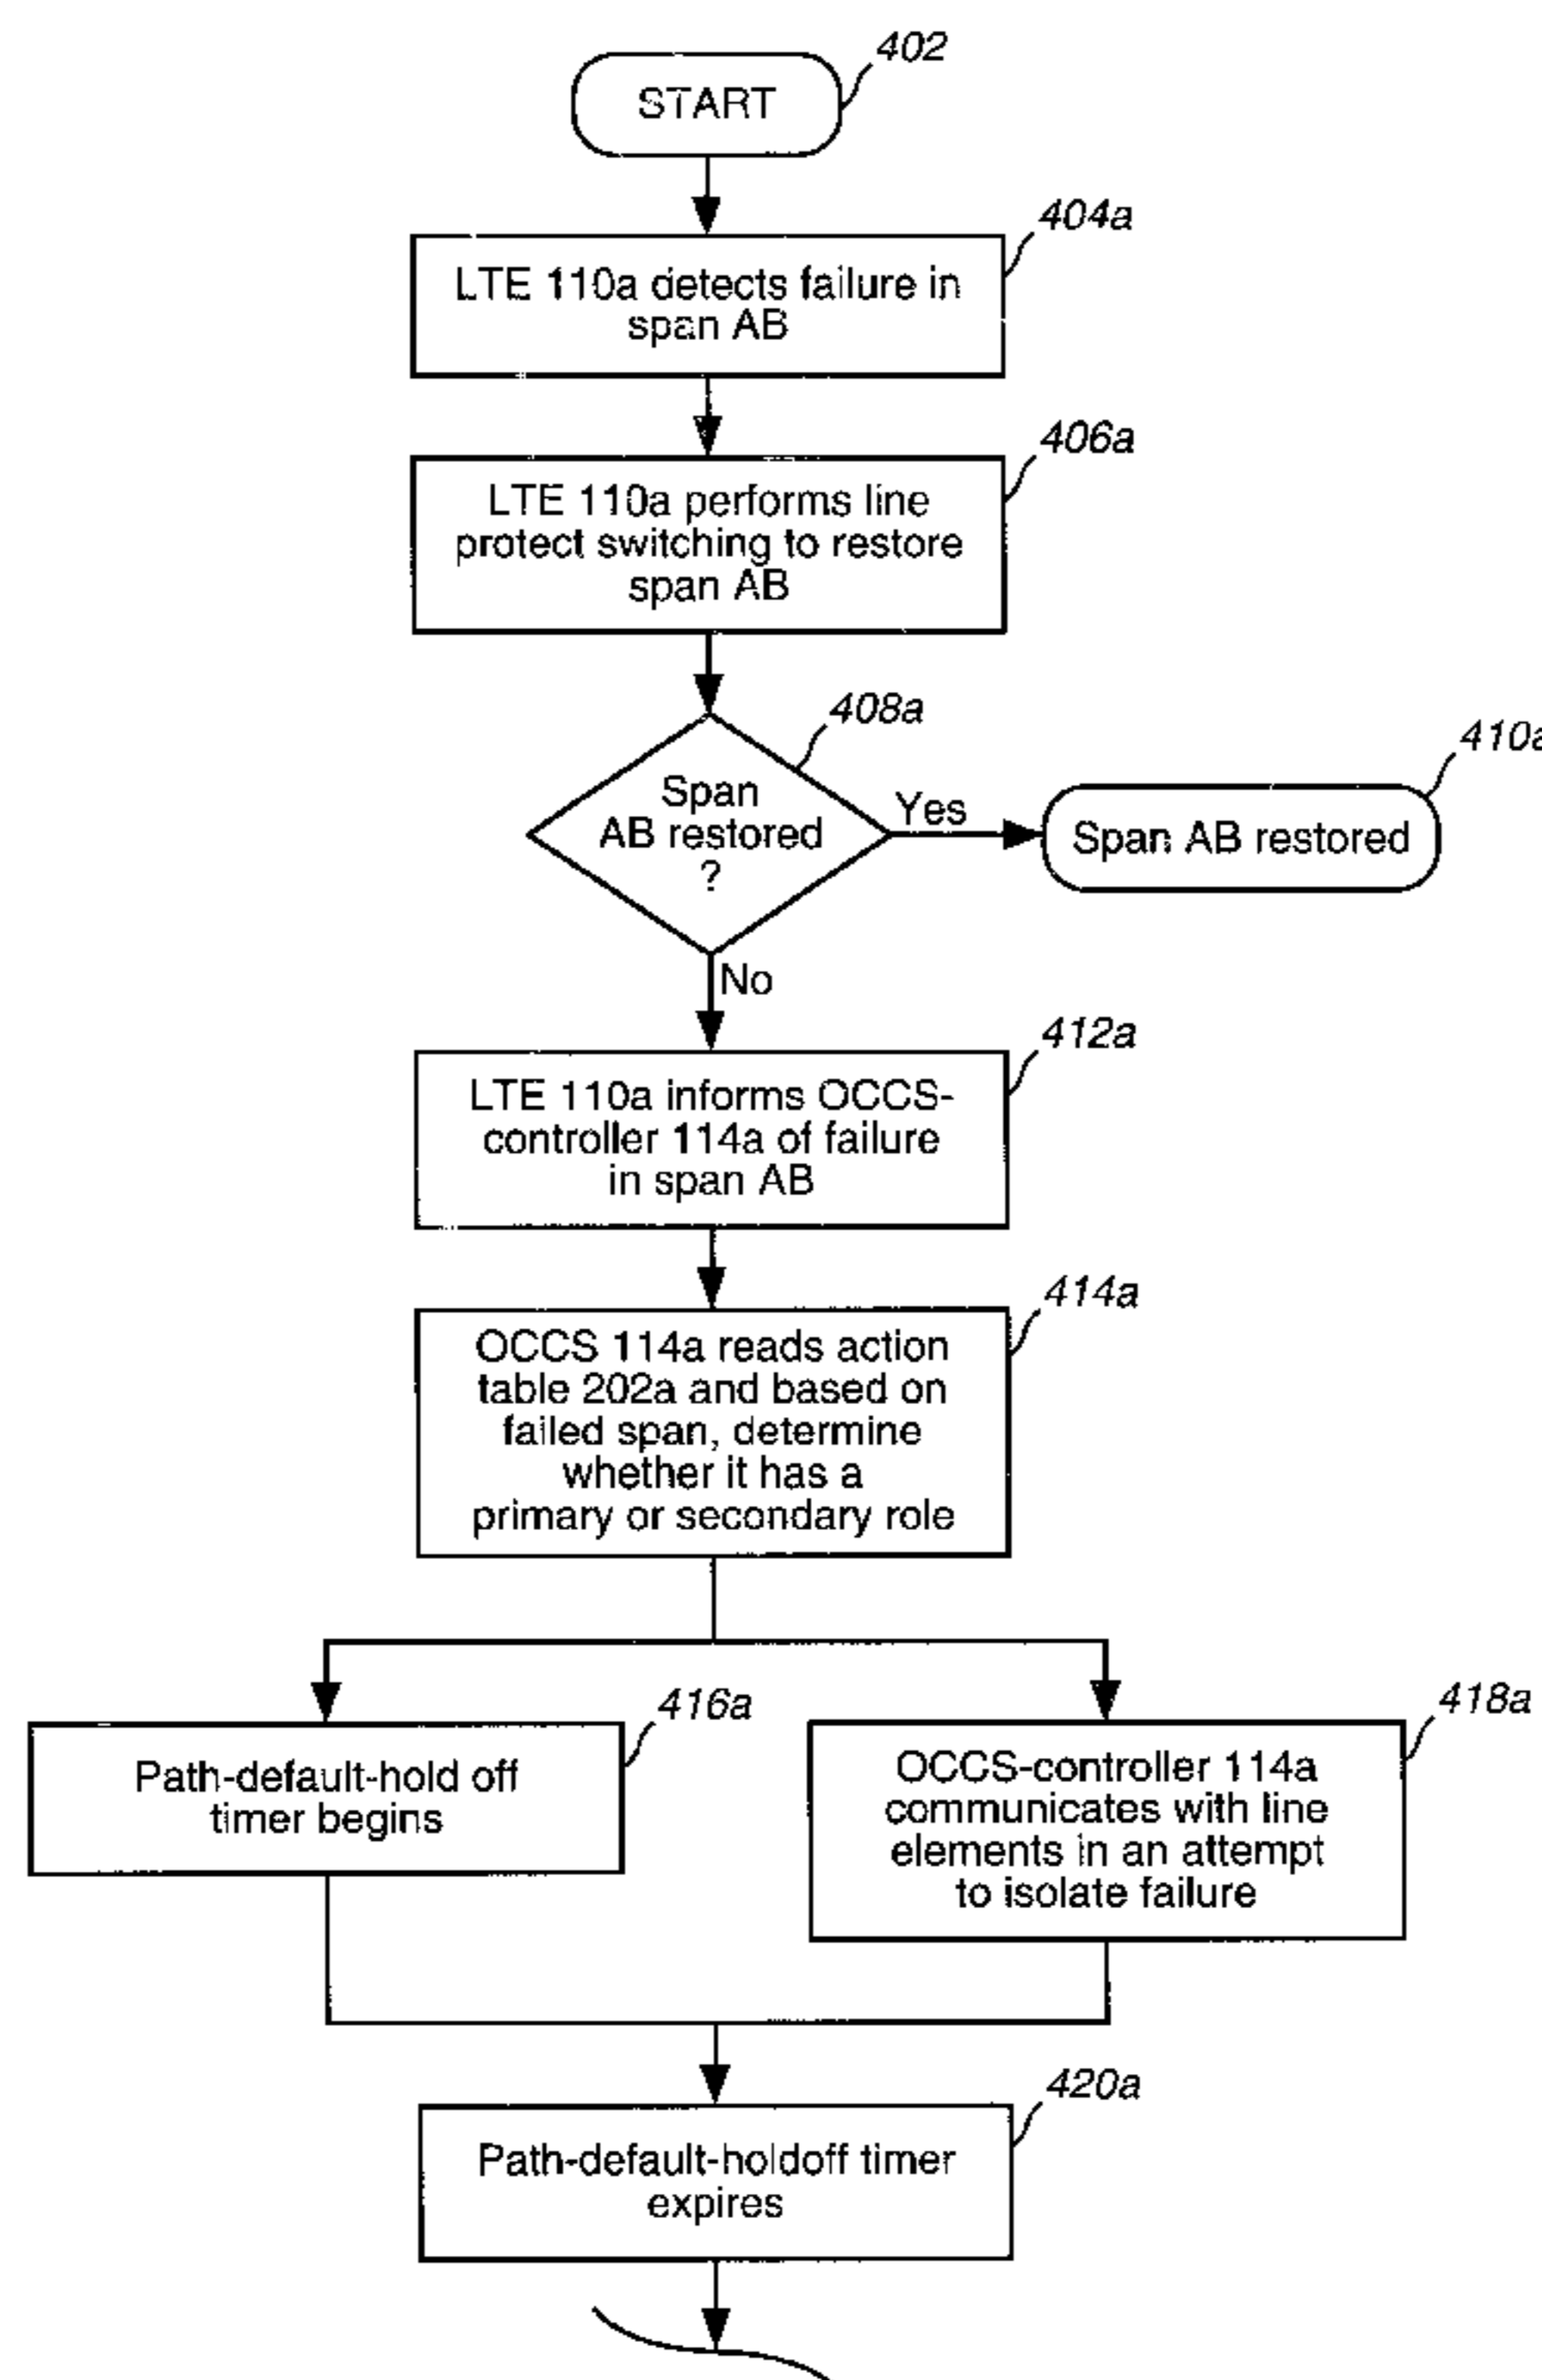 402
START
404a
LTE 110a detects failure in
span AB
406a
LTE 110a performs line
protect switching to restore
span AB
408a
Span
AB restored
?
Yes
410a
Span AB restored
No
412a
LTE 110a informs OCCS-
controller 114a of failure
in span AB
414a
OCCS 114a reads action
table 202a and based on
failed span, determine
whether it has a
primary or secondary role
416a
Path-default-hold off
timer begins
418a
OCCS-controller 114a
communicates with line
elements in an attempt
to isolate failure
420a
Path-default-holdoff timer
expires